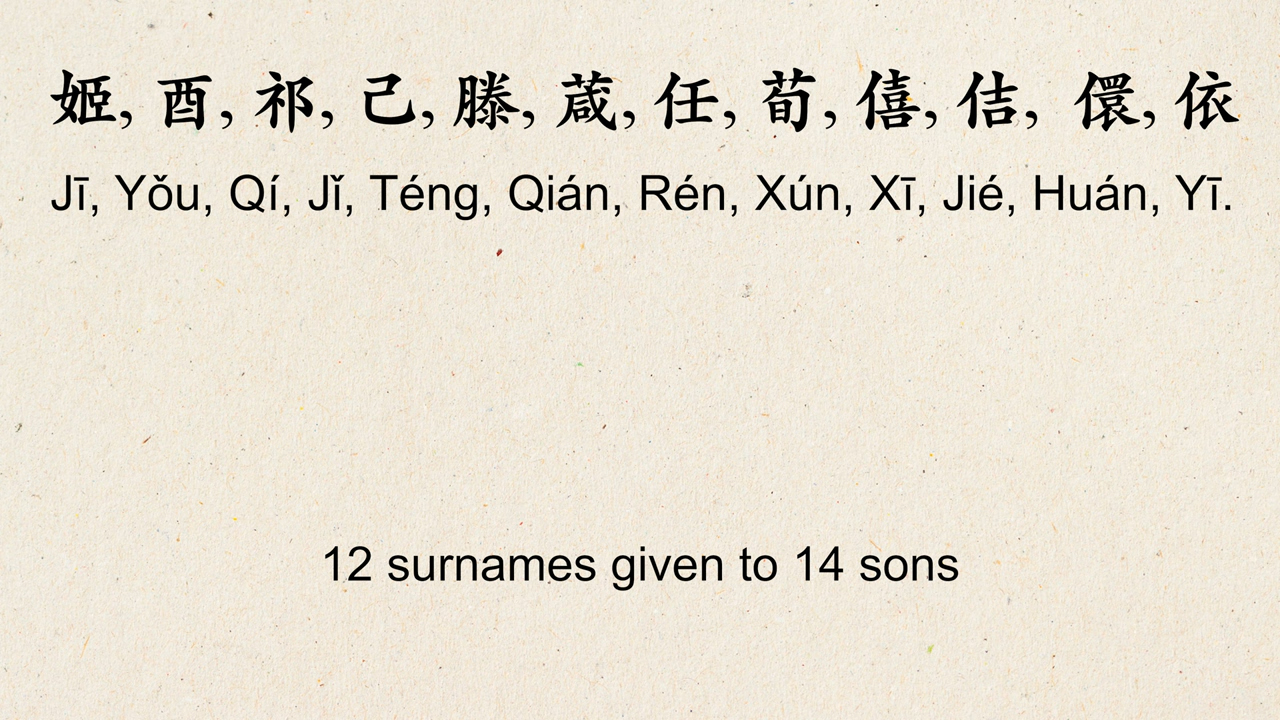 姬, 酉, 祁, 己, 滕, 葴, 任, 荀, 僖, 佶, 儇, 依
Jī, Yǒu, Qí, Jǐ, Téng, Qián, Rén, Xún, Xī, Jié, Huán, Yī.
12 surnames given to 14 sons